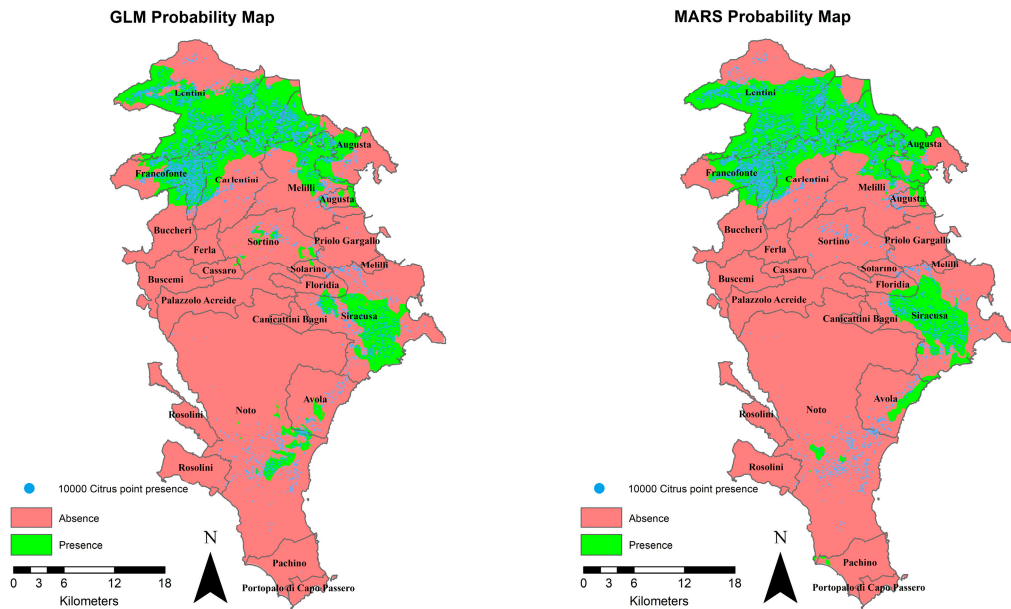 GLM Probability Map
Lentini
Augusta
Francofonte
Carlentini
Melilli
Augusta
Buccheri
Sortino
Priolo Gargallo
Ferla
Melilli
Cassaro
Solarino
Buscemi
Floridia
Palazzolo Acreide
Canicattini Bagni
Siracusa
Avola
Noto
Rosolini
Rosolini
10000 Citrus point presence
Absence
Presence
N
Pachino
0 3 6 12 18
Portopalo di Capo Passero
Kilometers
MARS Probability Map
Lentini
Augusta
Francofonte
Carlentini
Melilli
Augusta
Buccheri
Sortino
Priolo Gargallo
Ferla
Melilli
Cassaro
Solarino
Buscemi
Floridia
Palazzolo Acreide
Canicattini Bagni
Siracusa
Avola
Noto
Rosolini
Rosolini
10000 Citrus point presence
Absence
Presence
N
Pachino
0 3 6 12 18
Portopalo di Capo Passero
Kilometers